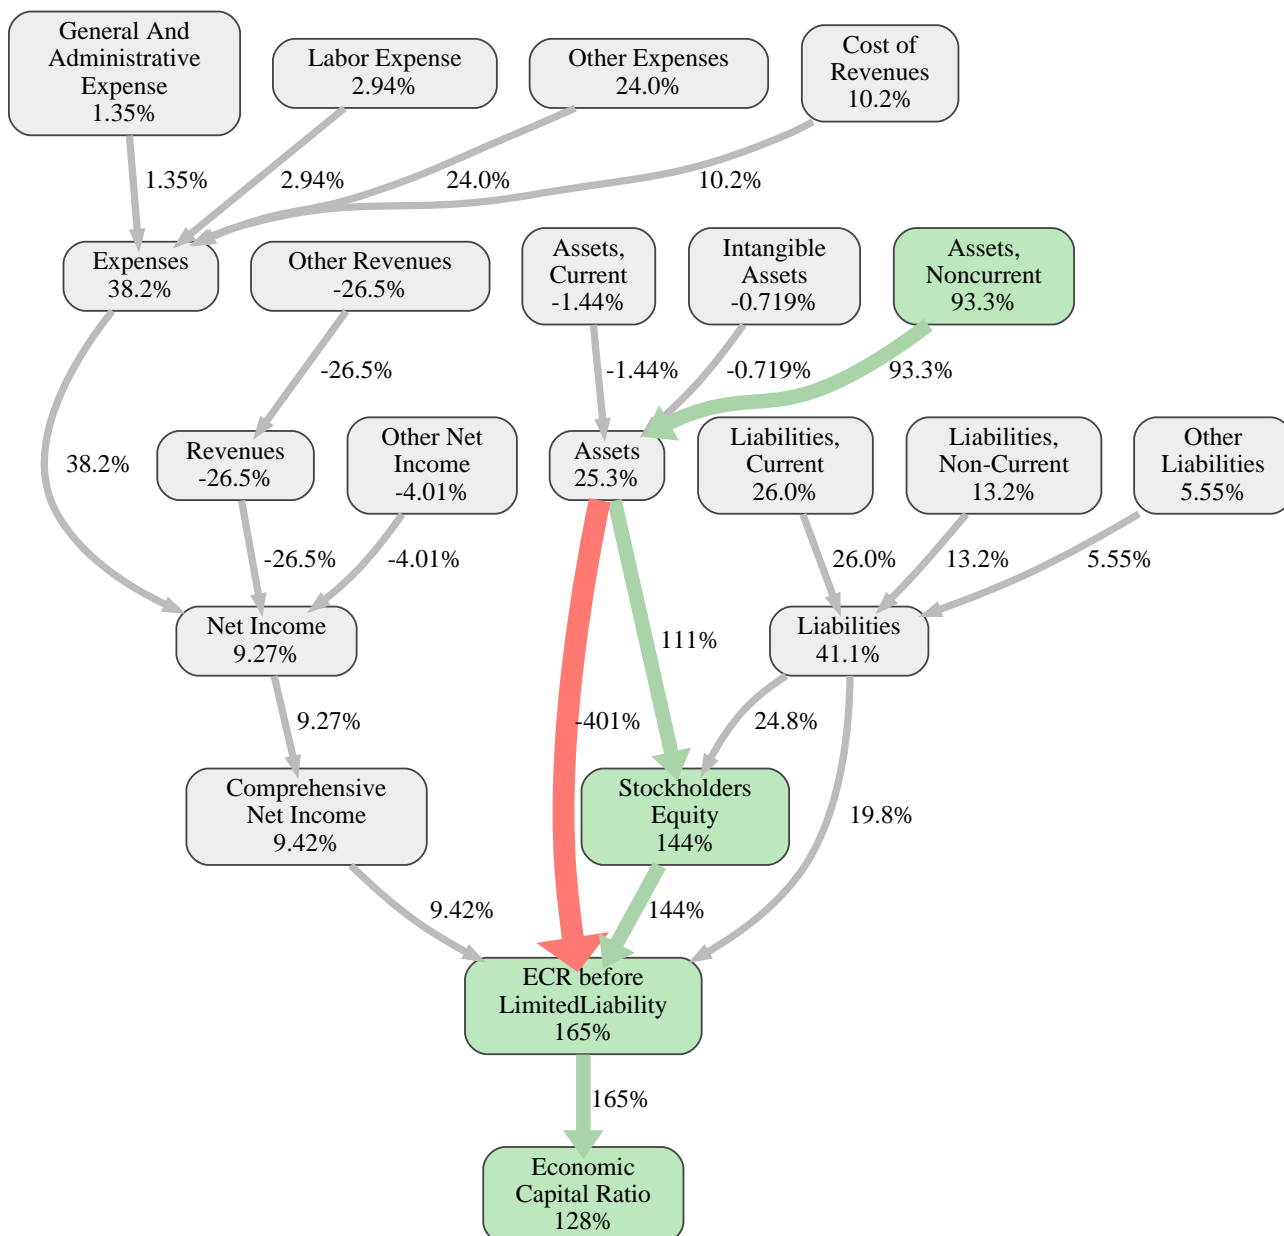 General And
Administrative
Expense
1.35%
Labor Expense
2.94%
Other Expenses
24.0%
Cost of
Revenues
10.2%
1.35%
2.94%
24.0%
10.2%
Expenses
38.2%
Other Revenues
-26.5%
Assets,
Current
-1.44%
Intangible
Assets
-0.719%
Assets,
Noncurrent
93.3%
-26.5%
-1.44%
-0.719%
93.3%
38.2%
Revenues
-26.5%
Other Net
Income
-4.01%
Assets
25.3%
Liabilities,
Current
26.0%
Liabilities,
Non-Current
13.2%
Other
Liabilities
5.55%
-26.5%
-4.01%
26.0%
13.2%
5.55%
Net Income
9.27%
111%
Liabilities
41.1%
9.27%
-401%
24.8%
Comprehensive
Net Income
9.42%
Stockholders
Equity
144%
19.8%
9.42%
144%
ECR before
LimitedLiability
165%
165%
Economic
Capital Ratio
128%